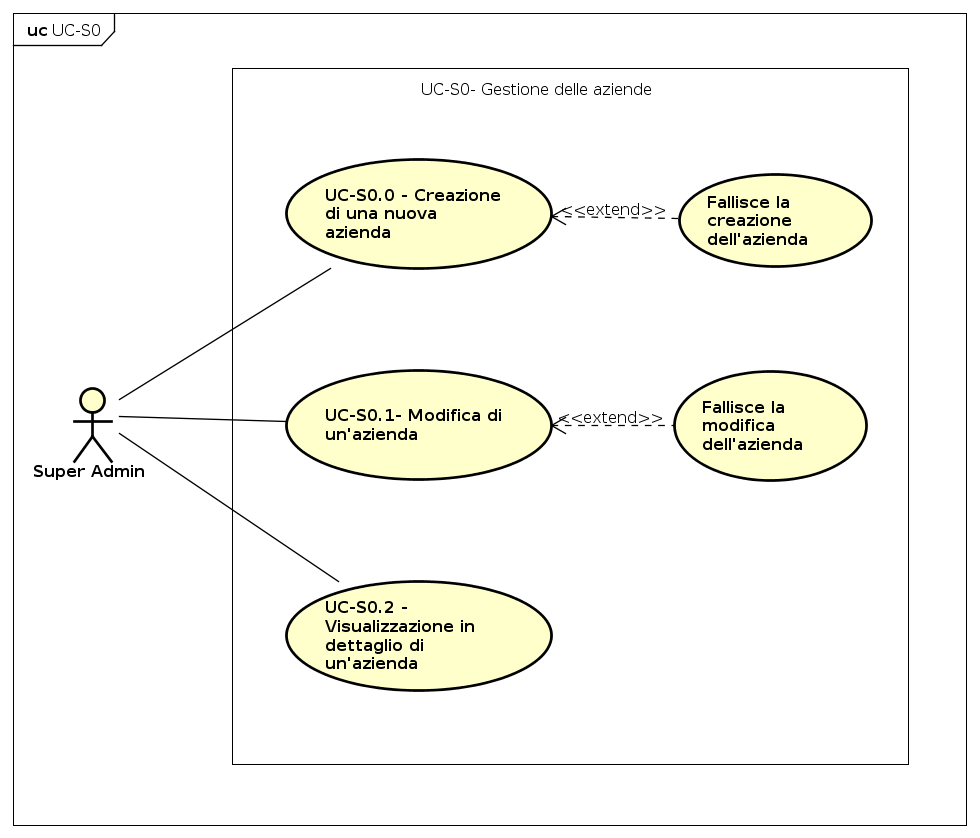 uc UC-S0
UC-S0- Gestione delle aziende
UC-S0.0 - Creazione
di una nuova
azienda
<<extend>>
Fallisce la
creazione
dell'azienda
UC-S0.1- Modifica di
un'azienda
<<extend>>
Fallisce la
modifica
dell'azienda
Super Admin
UC-S0.2 -
Visualizzazione in
dettaglio di
un'azienda